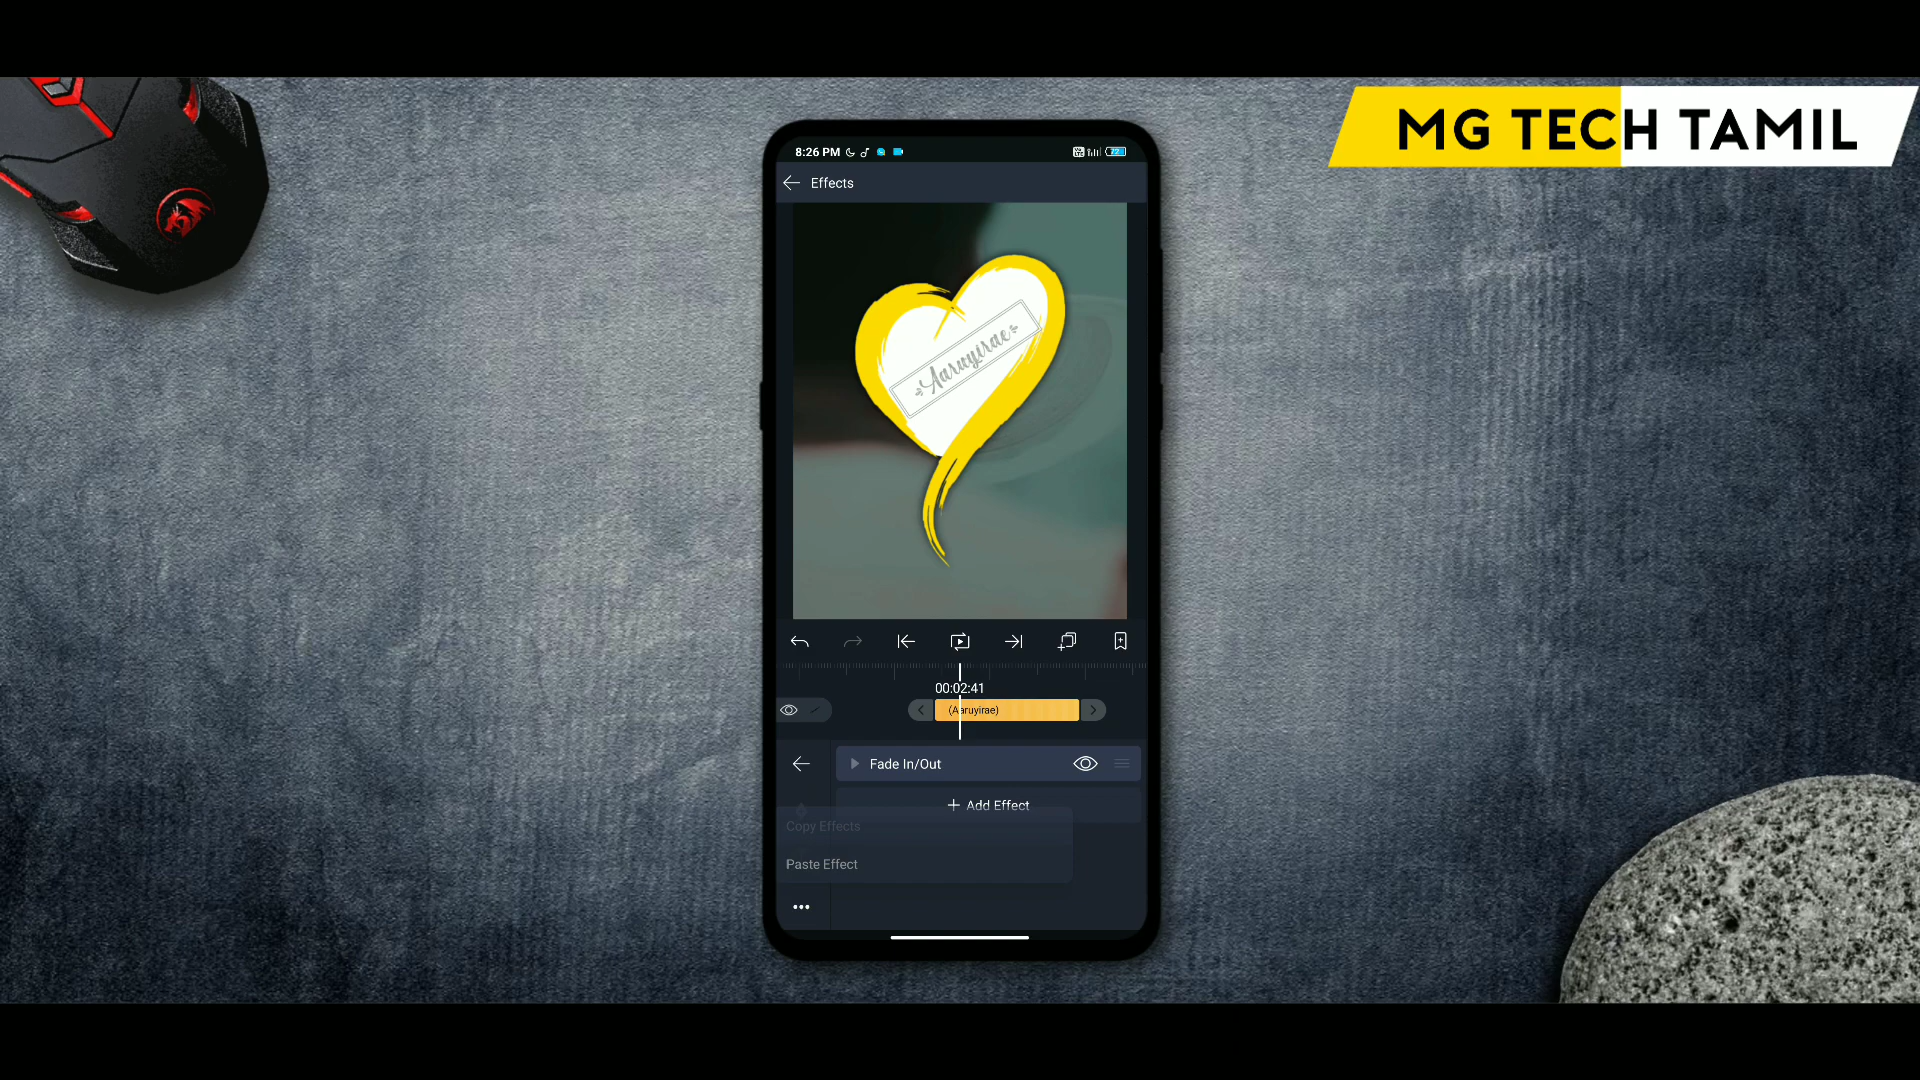 MG TECH TAMIL
8:26 PM
Effects
Aaruyirae
00:02:41
(Aaruyirae)
Fade In/Out
Add Effect
Copy Effects
Paste Effect